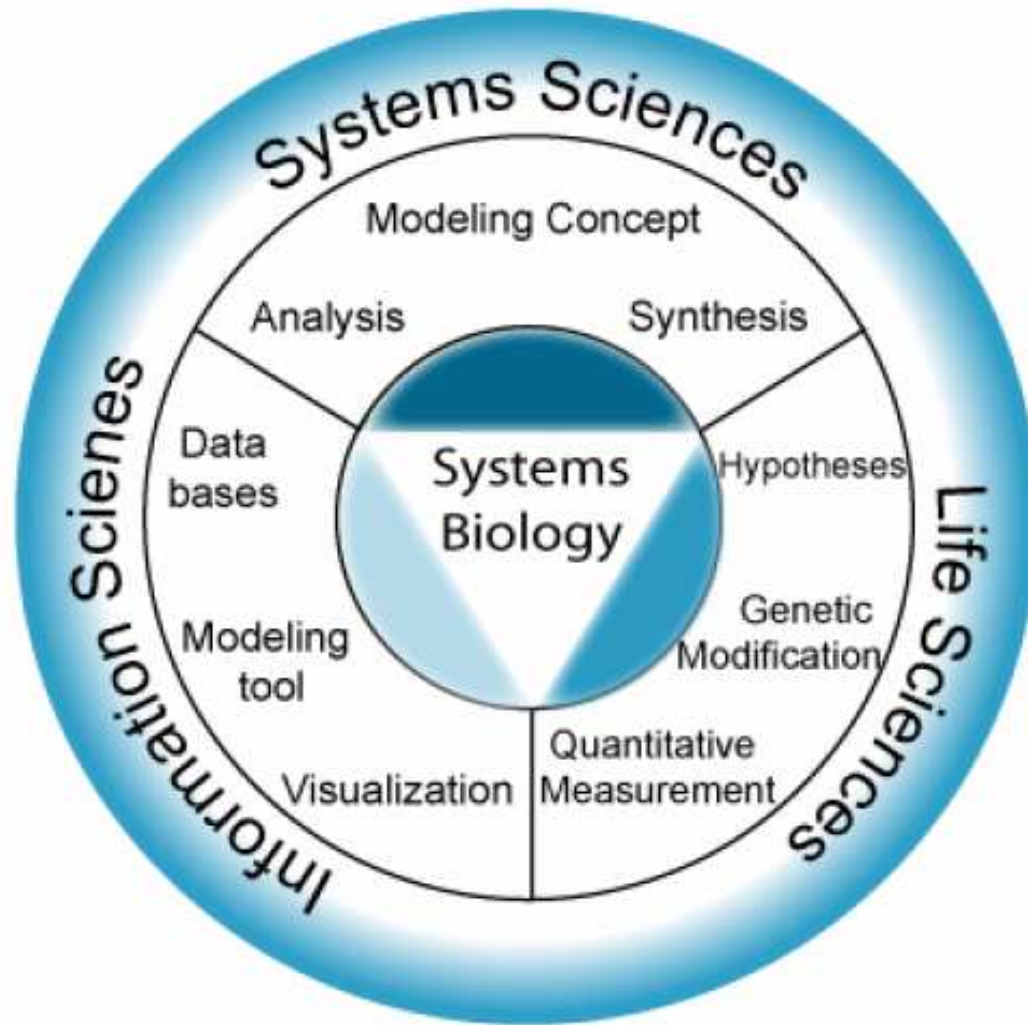 Systems Sciences
Modeling Concept
Analysis
Synthesis
Information Scienes
Data
bases
Modeling
tool
Visualization
Systems
Biology
Life Sciences
Hypotheses
Genetic
Modification
Quantitative
Measurement